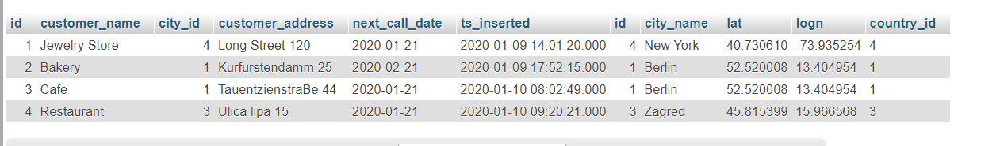 id customer_name city_id customer_address next_call_date ts_inserted id city_name lat logn country_id
1 Jewelry Store 4 Long Street 120 2020-01-21 2020-01-09 14:01:20.000 4 New York 40.730610 -73.935254 4
2 Bakery 1 Kurfurstendamm 25 2020-02-21 2020-01-09 17:52:15.000 1 Berlin 52.520008 13.404954 1
3 Cafe 1 TauentzienstraBe 44 2020-01-21 2020-01-10 08:02:49.000 1 Berlin 52.520008 13.404954 1
4 Restaurant 3 Ulica lipa 15 2020-01-21 2020-01-10 09:20:21.000 3 Zagred 45.815399 15.966568 3